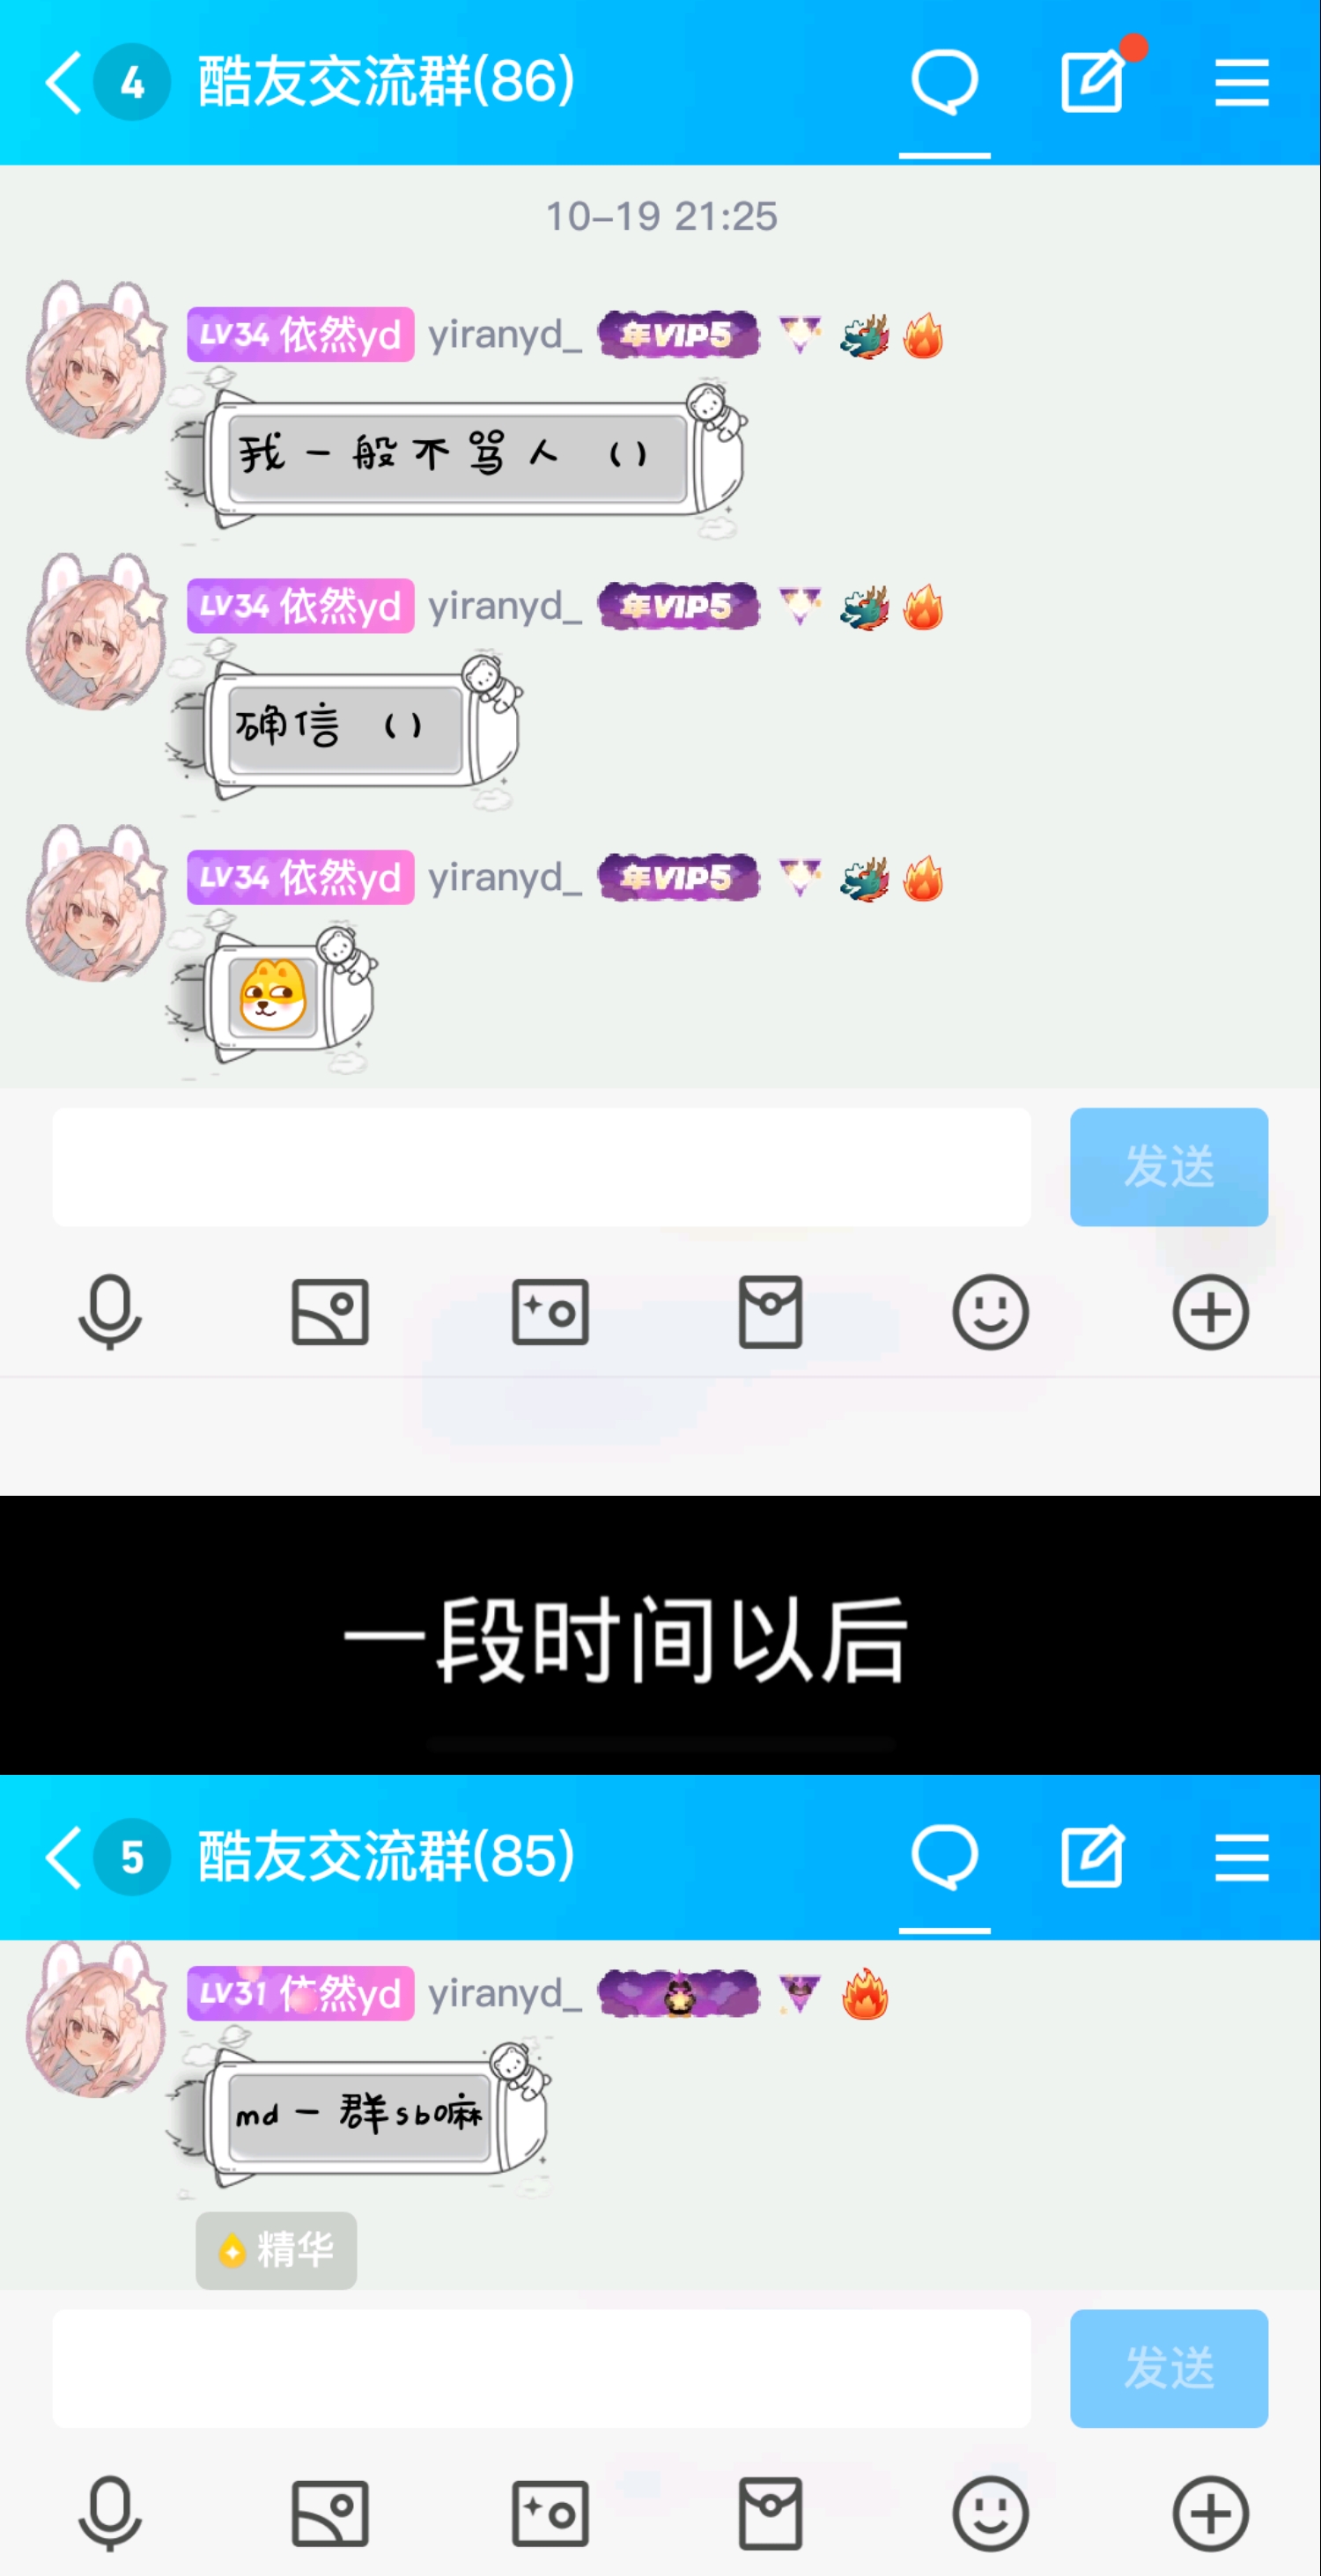 4 酷友交流群(86)
10-19 21:25
LV34 依然yd yiranyd_ 年VIP5
我一般不骂人 ()
LV34 依然yd yiranyd_ 年VIP5
确信 ()
LV34 依然yd yiranyd_ 年VIP5
发送
一段时间以后
5 酷友交流群(85)
LV31 依然yd yiranyd_
md一群sb嘛
精华
发送